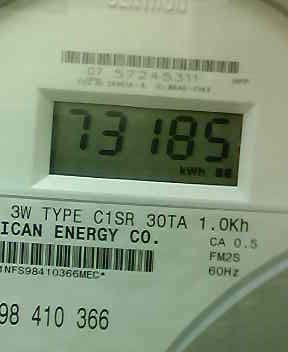 07 57245311
73185
kWh
3W TYPE C1SR 30TA 1.0Kh
ICAN ENERGY CO.
CA 0.5
FM2S
60Hz
1NFS98410366MEC*
98 410 366